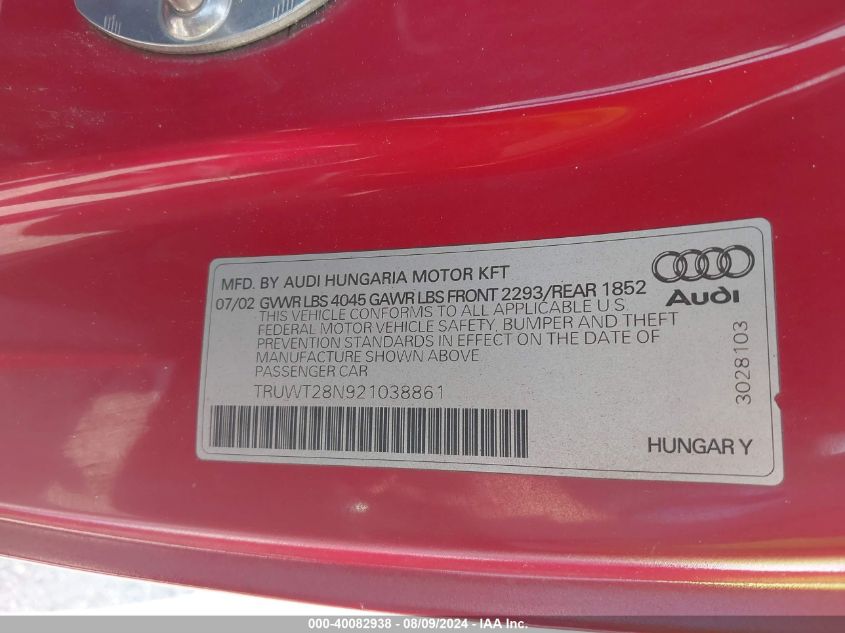 MFD. BY AUDI HUNGARIA MOTOR KFT
07/02 GVWR LBS 4045 GAWR LBS FRONT 2293/REAR 1852
THIS VEHICLE CONFORMS TO ALL APPLICABLE U.S.
FEDERAL MOTOR VEHICLE SAFETY, BUMPER AND THEFT
PREVENTION STANDARDS IN EFFECT ON THE DATE OF
MANUFACTURE SHOWN ABOVE
PASSENGER CAR
TRUWT28N921038861
Audi
3028103
HUNGARY
000-40082938 - 08/09/2024 - IAA Inc.